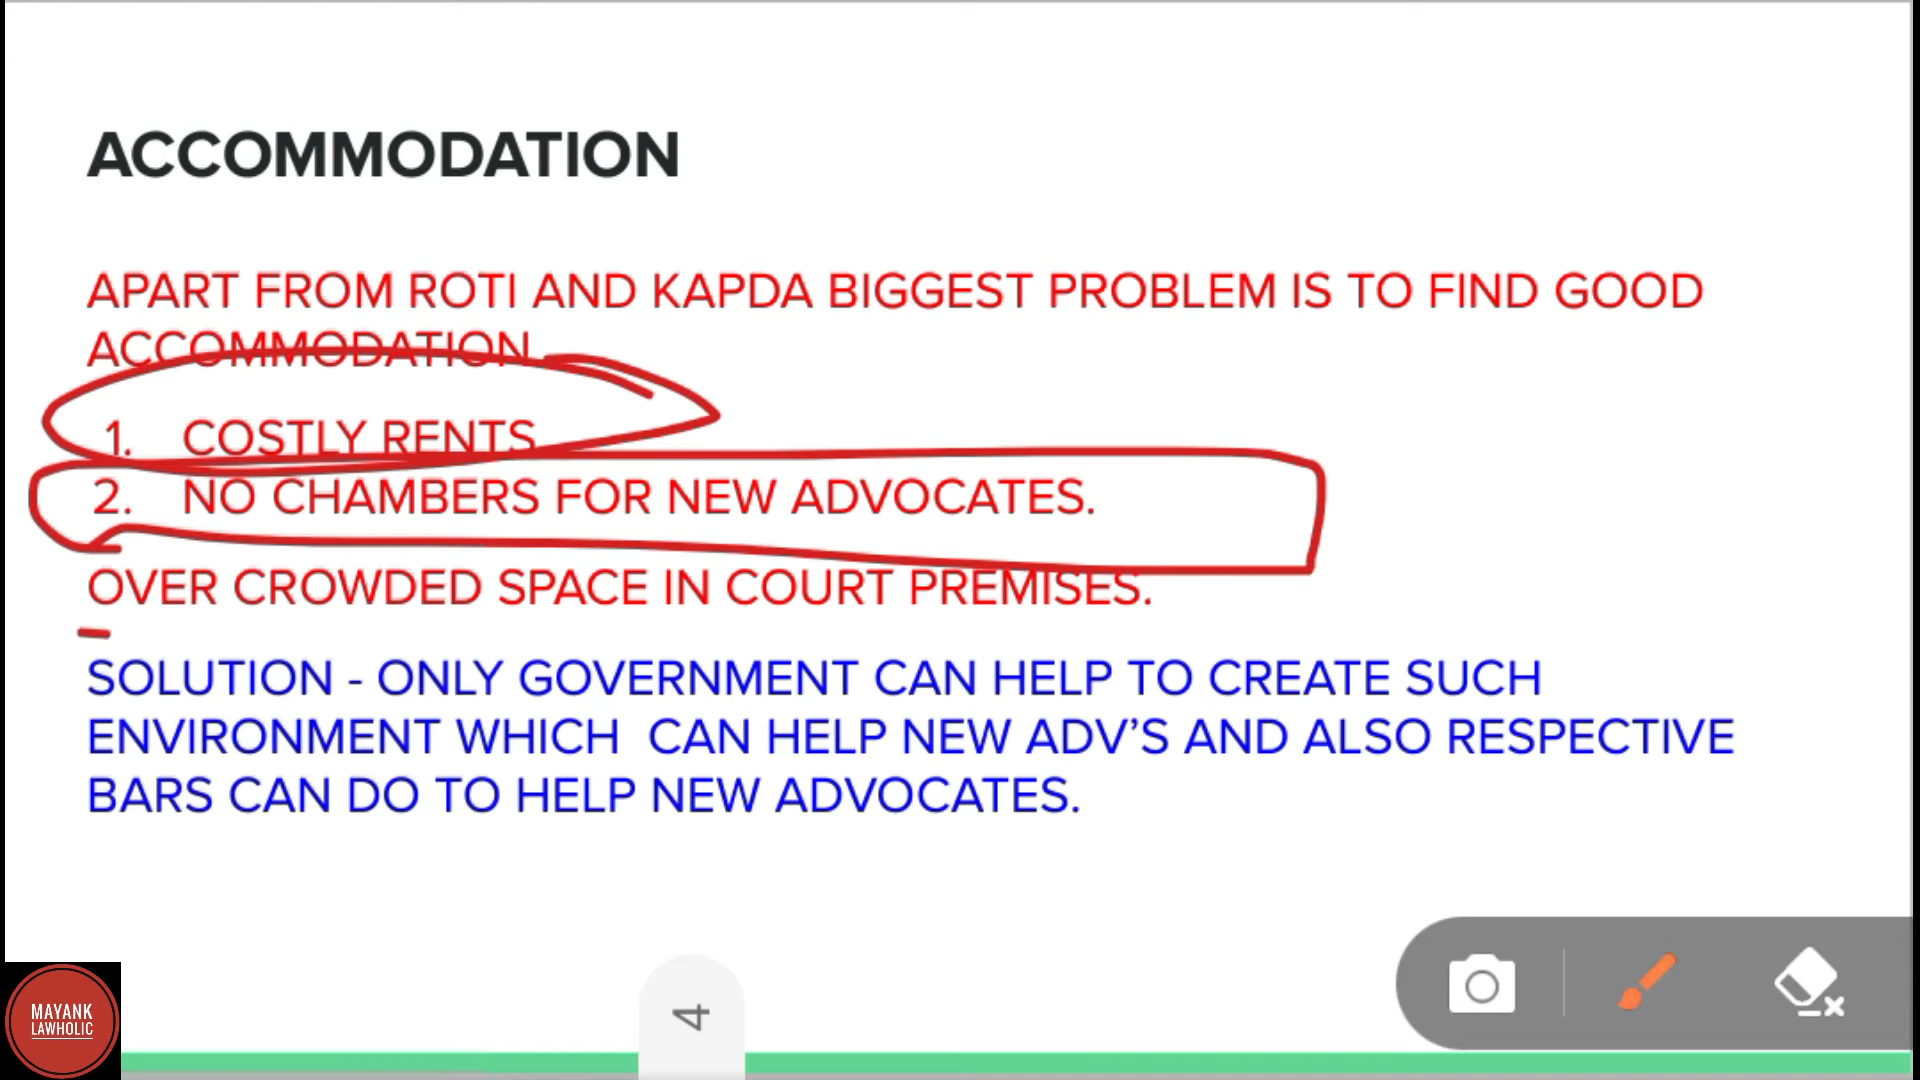 ACCOMMODATION
APART FROM ROTI AND KAPDA BIGGEST PROBLEM IS TO FIND GOOD
ACCOMMODATION
1. COSTLY RENTS
2. NO CHAMBERS FOR NEW ADVOCATES.
OVER CROWDED SPACE IN COURT PREMISES.
SOLUTION - ONLY GOVERNMENT CAN HELP TO CREATE SUCH
ENVIRONMENT WHICH CAN HELP NEW ADV'S AND ALSO RESPECTIVE
BARS CAN DO TO HELP NEW ADVOCATES.
MAYANK
LAWHOLIC
4